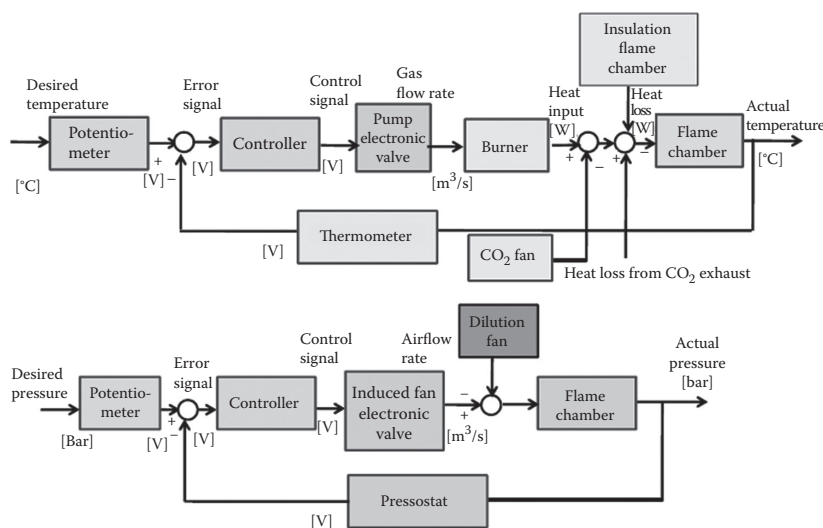 Insulation
flame
chamber
Desired
temperature
Error
signal
Control
signal
Gas
flow rate
Heat
input
[W]
Heat
loss
[W]
Actual
temperature
Potentio-
meter
Controller
Pump
electronic
valve
Burner
Flame
chamber
[°C]
+
[V] −
[V]
[V]
[m³/s]
+
−
+
−
[°C]
[V]
Thermometer
CO₂ fan
Heat loss from CO₂ exhaust
Desired
pressure
Error
signal
Control
signal
Airflow
rate
Dilution
fan
Actual
pressure
[bar]
Potentio-
meter
Controller
Induced fan
electronic
valve
Flame
chamber
[Bar]
+
[V] −
[V]
[V]
−
+
[m³/s]
[V]
Pressostat